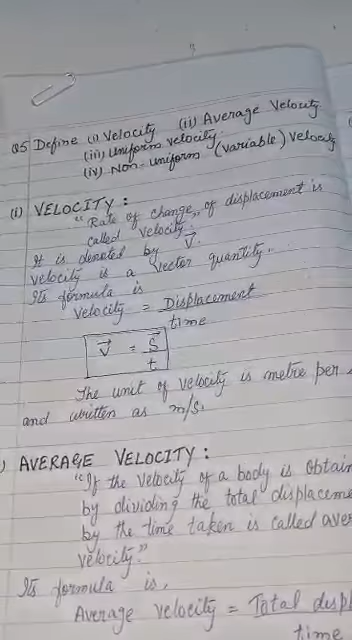 Q5 Define (i) Velocity (ii) Average Velocity
(iii) Uniform velocity.
(iv) Non-uniform (variable) Velocity
(i) VELOCITY :
"Rate of change of displacement is
called velocity."
It is denoted by V⃗.
velocity is a vector quantity.
Its formula is
Velocity = Displacement
time
V⃗ = S⃗
t
The unit of velocity is metre per
and written as m/s.
) AVERAGE VELOCITY :
"If the Velocity of a body is obtain
by dividing the total displaceme
by the time taken is called aver
velocity."
Its formula is,
Average velocity = Total displ
time